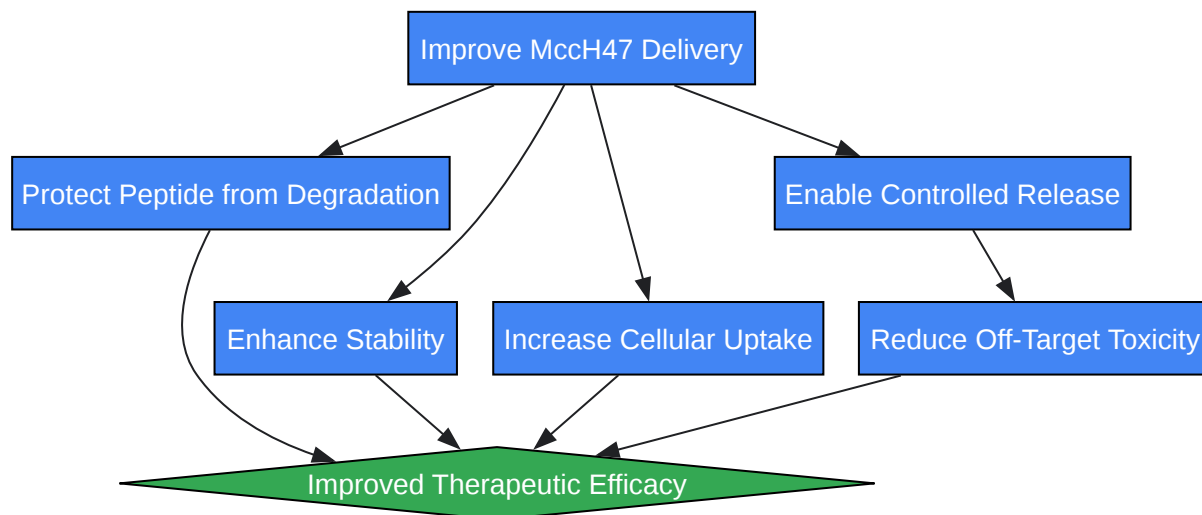 Improve MccH47 Delivery
Protect Peptide from Degradation
Enable Controlled Release
Enhance Stability
Increase Cellular Uptake
Reduce Off-Target Toxicity
Improved Therapeutic Efficacy